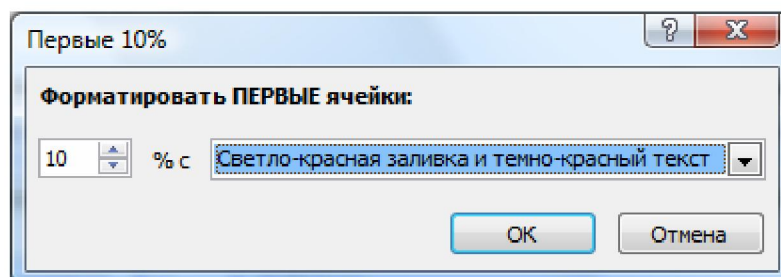 Первые 10%
Форматировать ПЕРВЫЕ ячейки:
10 % с Светло-красная заливка и темно-красный текст
ОК Отмена